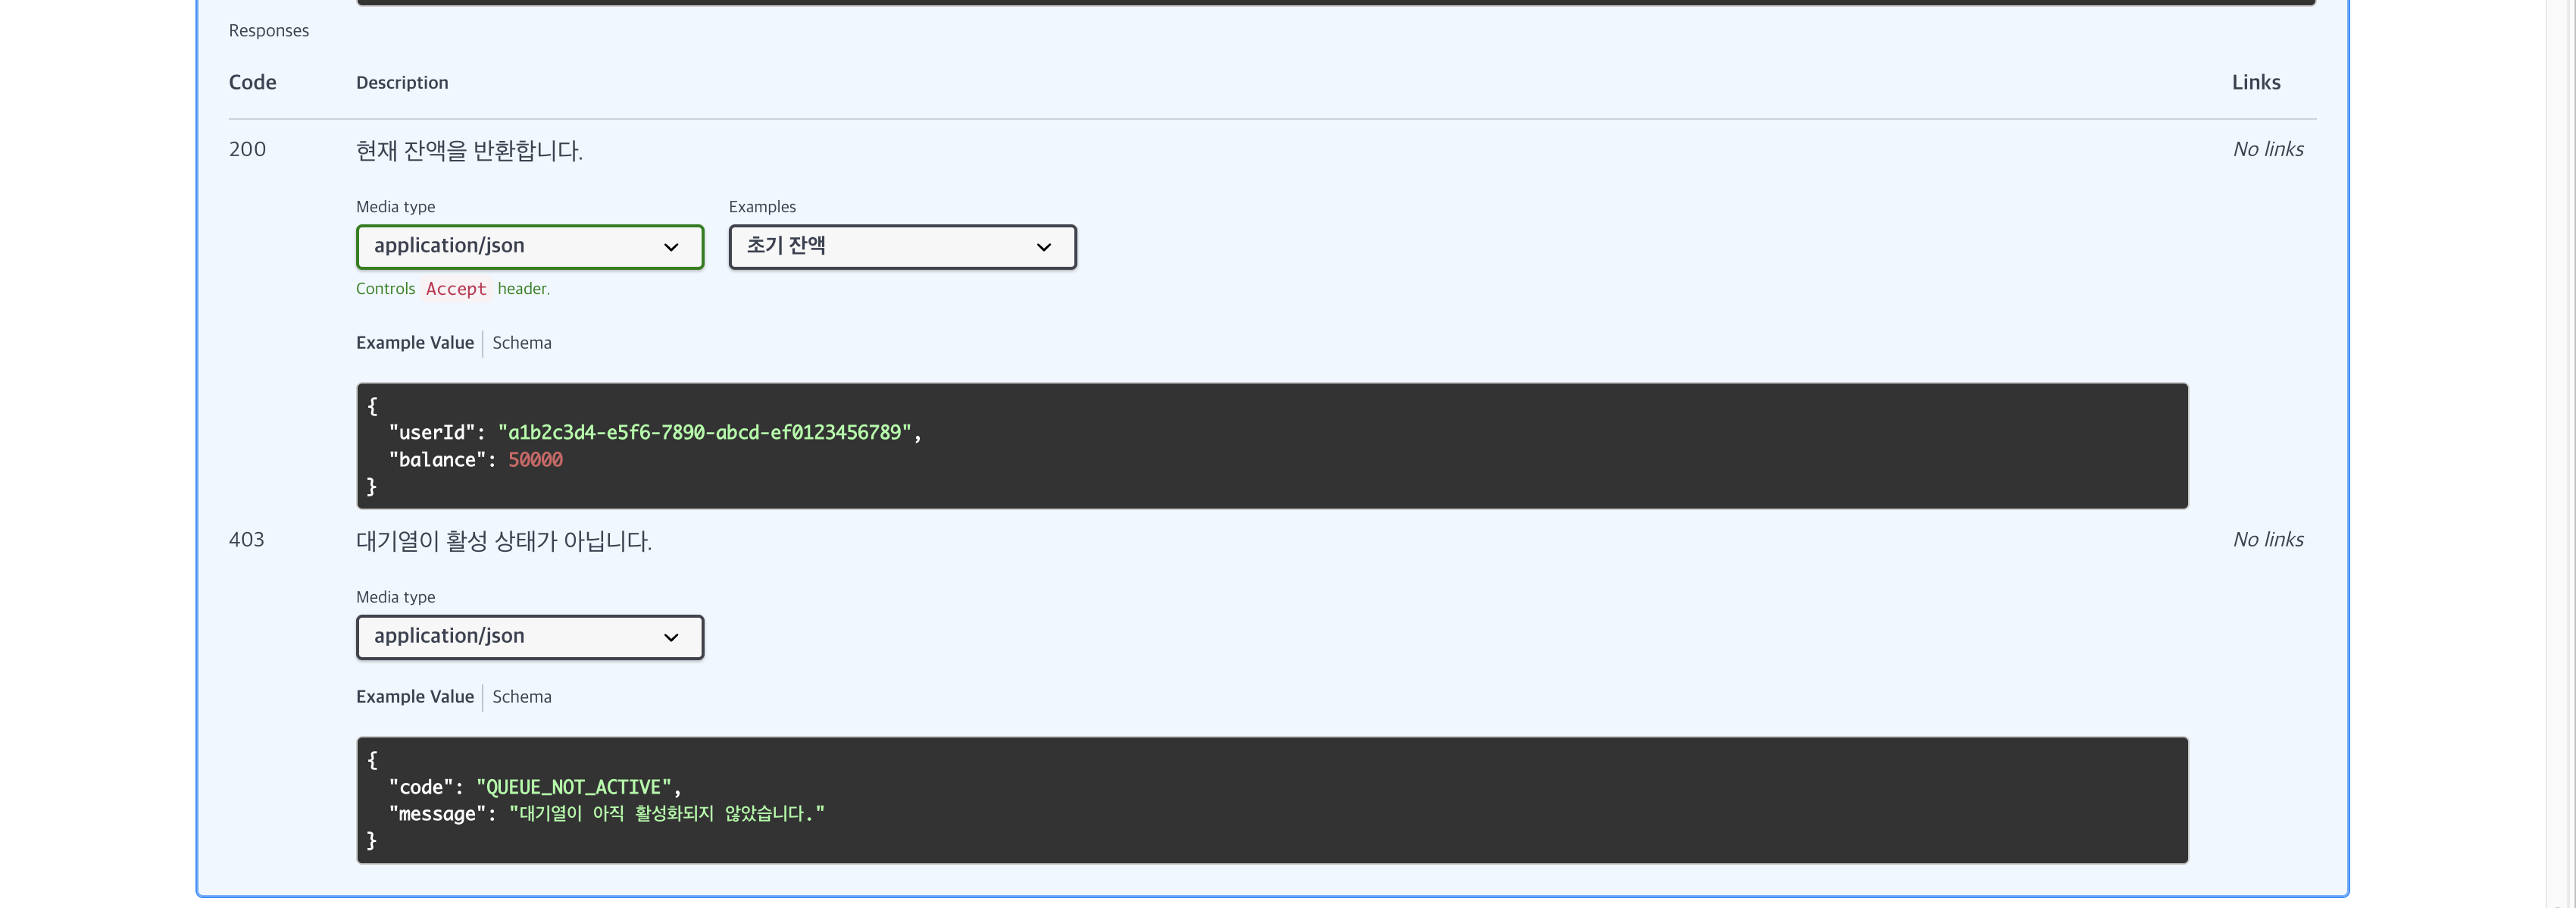 Responses
Code Description Links
200 현재 잔액을 반환합니다. No links
Media type Examples
application/json 초기 잔액
Controls Accept header.
Example Value Schema
{
"userId": "a1b2c3d4-e5f6-7890-abcd-ef0123456789",
"balance": 50000
}
403 대기열이 활성 상태가 아닙니다. No links
Media type
application/json
Example Value Schema
{
"code": "QUEUE_NOT_ACTIVE",
"message": "대기열이 아직 활성화되지 않았습니다."
}